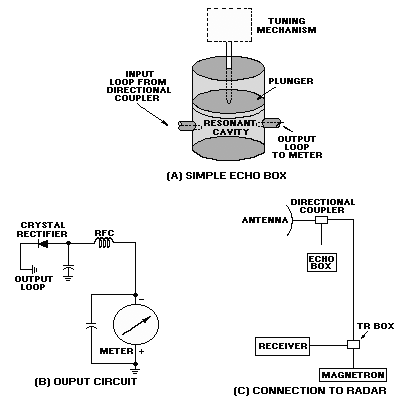 TUNING
MECHANISM
INPUT
LOOP FROM
DIRECTIONAL
COUPLER
PLUNGER
RESONANT
CAVITY
OUTPUT
LOOP
TO METER
(A) SIMPLE ECHO BOX
CRYSTAL
RECTIFIER
RFC
OUTPUT
LOOP
−
METER
+
(B) OUPUT CIRCUIT
DIRECTIONAL
COUPLER
ANTENNA
ECHO
BOX
TR BOX
RECEIVER
MAGNETRON
(C) CONNECTION TO RADAR